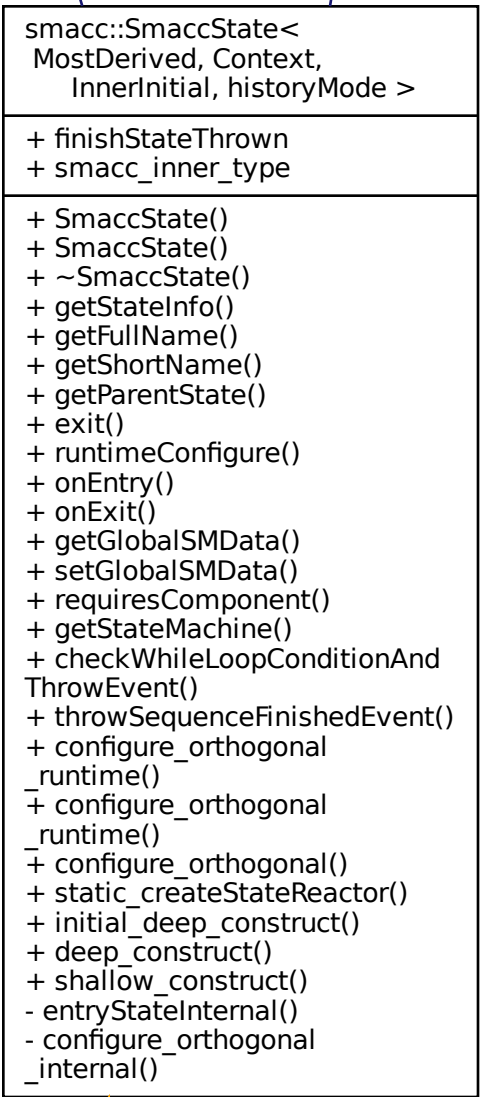 smacc::SmaccState<
MostDerived, Context,
InnerInitial, historyMode >
+ finishStateThrown
+ smacc_inner_type
+ SmaccState()
+ SmaccState()
+ ~SmaccState()
+ getStateInfo()
+ getFullName()
+ getShortName()
+ getParentState()
+ exit()
+ runtimeConfigure()
+ onEntry()
+ onExit()
+ getGlobalSMData()
+ setGlobalSMData()
+ requiresComponent()
+ getStateMachine()
+ checkWhileLoopConditionAnd
ThrowEvent()
+ throwSequenceFinishedEvent()
+ configure_orthogonal
_runtime()
+ configure_orthogonal
_runtime()
+ configure_orthogonal()
+ static_createStateReactor()
+ initial_deep_construct()
+ deep_construct()
+ shallow_construct()
- entryStateInternal()
- configure_orthogonal
_internal()